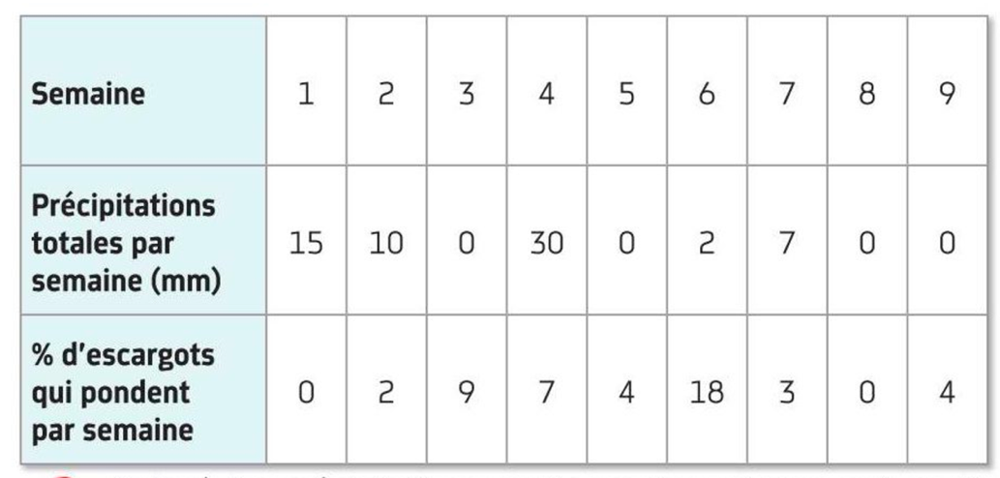 Semaine 1 2 3 4 5 6 7 8 9
Précipitations
totales par
semaine (mm)
15 10 0 30 0 2 7 0 0
% d'escargots
qui pondent
par semaine
0 2 9 7 4 18 3 0 4